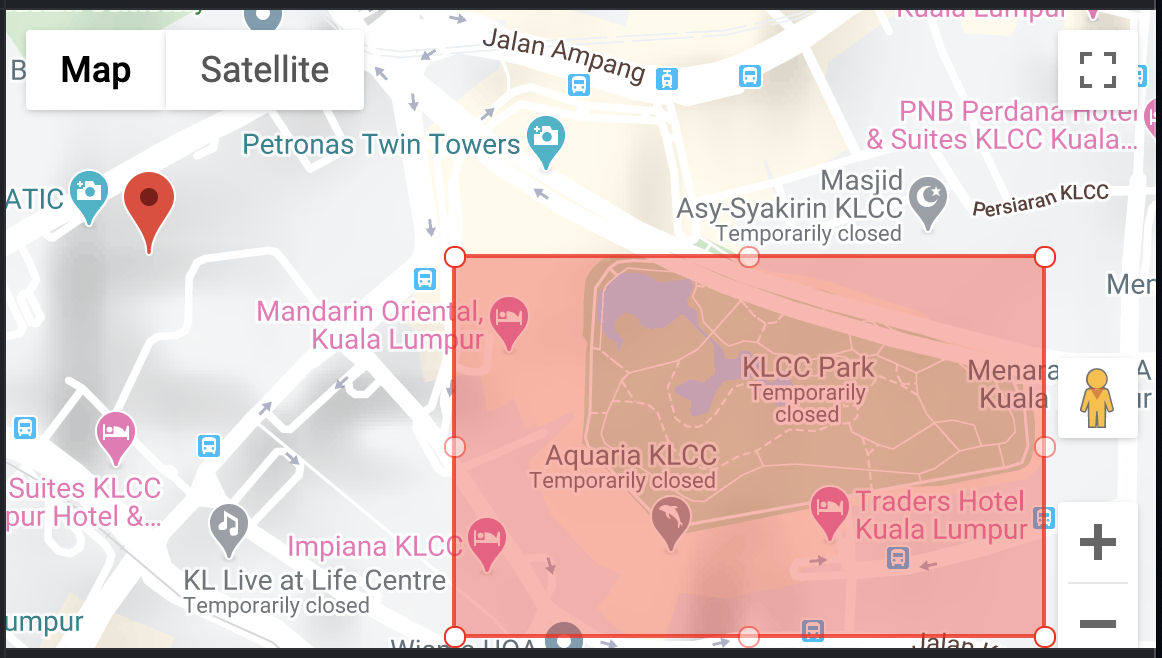 Kuala Lumpur
Map
Satellite
Jalan Ampang
B
PNB Perdana Hotel
& Suites KLCC Kuala...
Petronas Twin Towers
ATIC
Masjid
Asy-Syakirin KLCC
Temporarily closed
Persiaran KLCC
Mandarin Oriental,
Kuala Lumpur
Mer
KLCC Park
Temporarily
closed
Menara
Kuala
A
ur
Aquaria KLCC
Temporarily closed
Suites KLCC
pur Hotel &...
Traders Hotel
Kuala Lumpur
Impiana KLCC
KL Live at Life Centre
Temporarily closed
umpur
Jalan